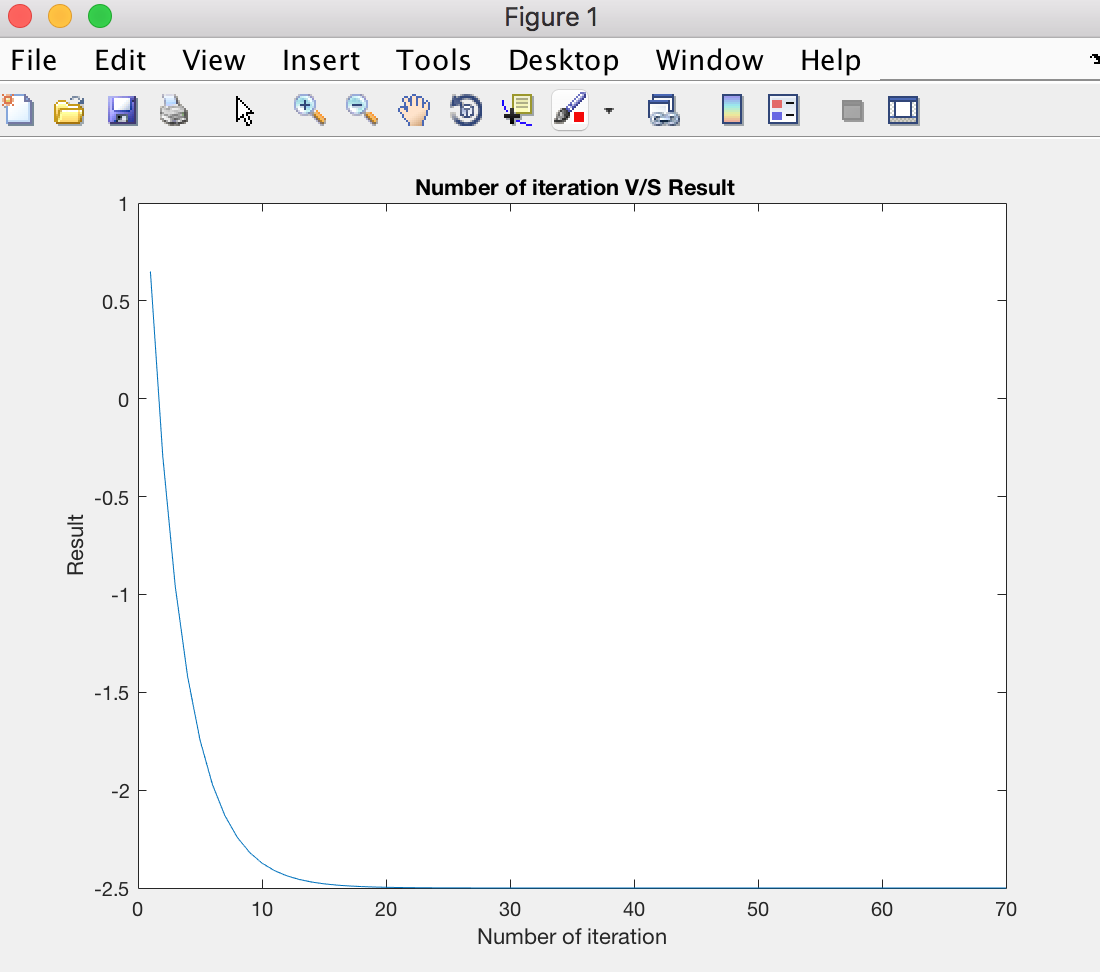 Figure 1
File Edit View Insert Tools Desktop Window Help
Number of iteration V/S Result
1
0.5
0
-0.5
-1
-1.5
-2
-2.5
Result
0 10 20 30 40 50 60 70
Number of iteration